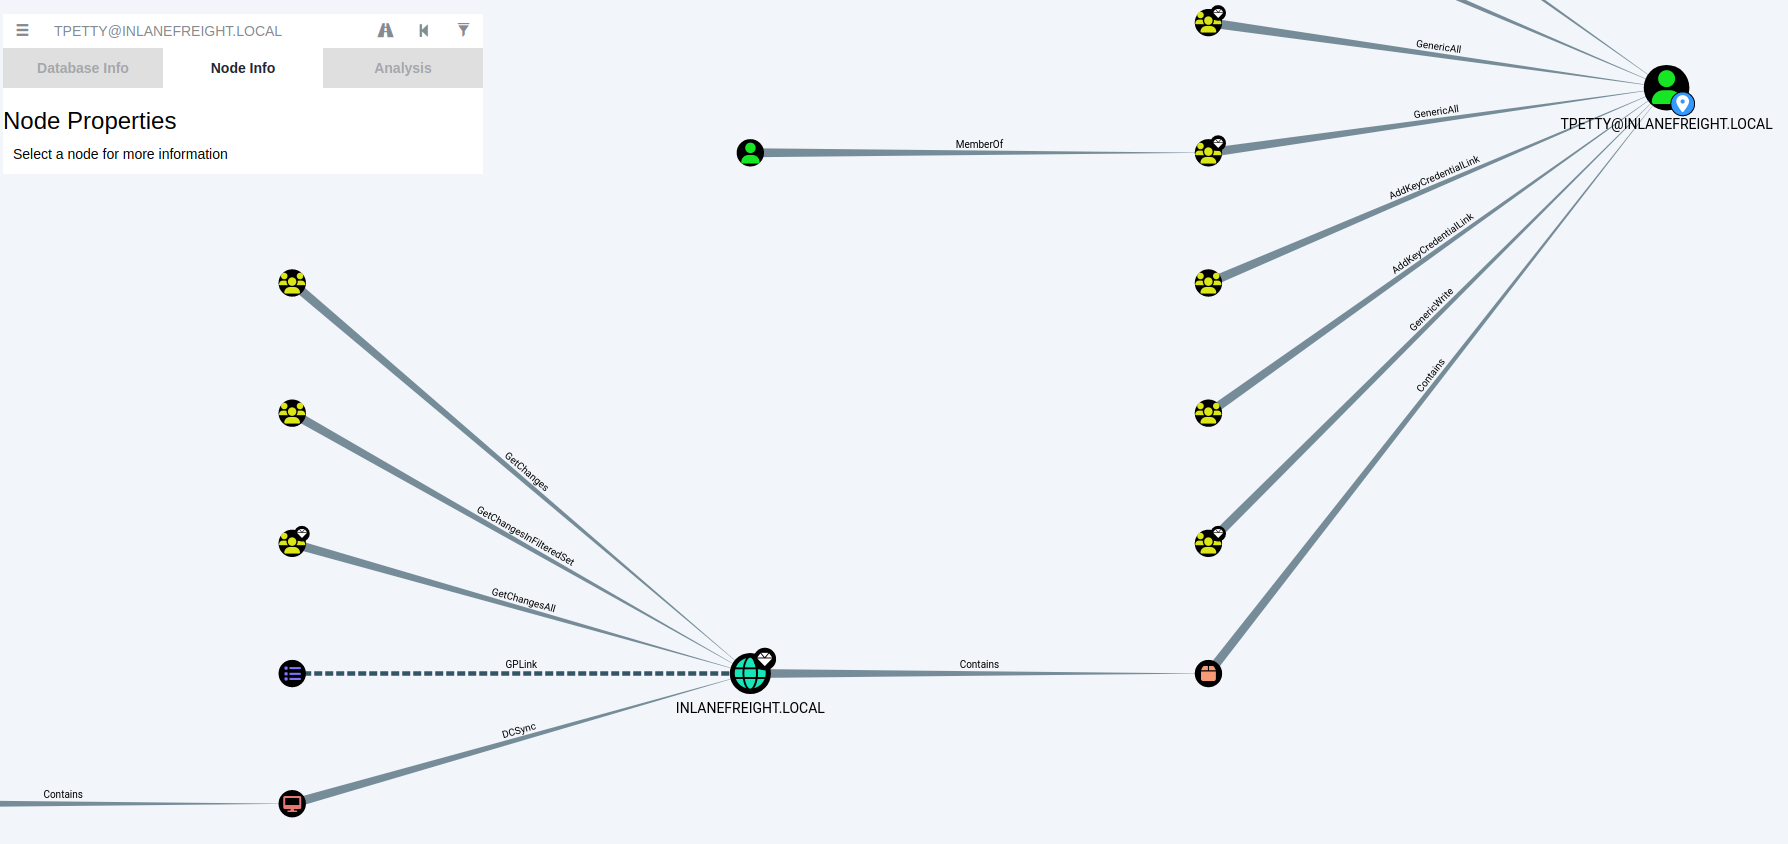 TPETTY@INLANEFREIGHT.LOCAL
Database Info
Node Info
Analysis
Node Properties
Select a node for more information
GenericAll
GenericAll
TPETTY@INLANEFREIGHT.LOCAL
MemberOf
AddKeyCredentialLink
AddKeyCredentialLink
GenericWrite
Contains
GetChanges
GetChangesInFilteredSet
GetChangesAll
GPLink
Contains
INLANEFREIGHT.LOCAL
DCSync
Contains